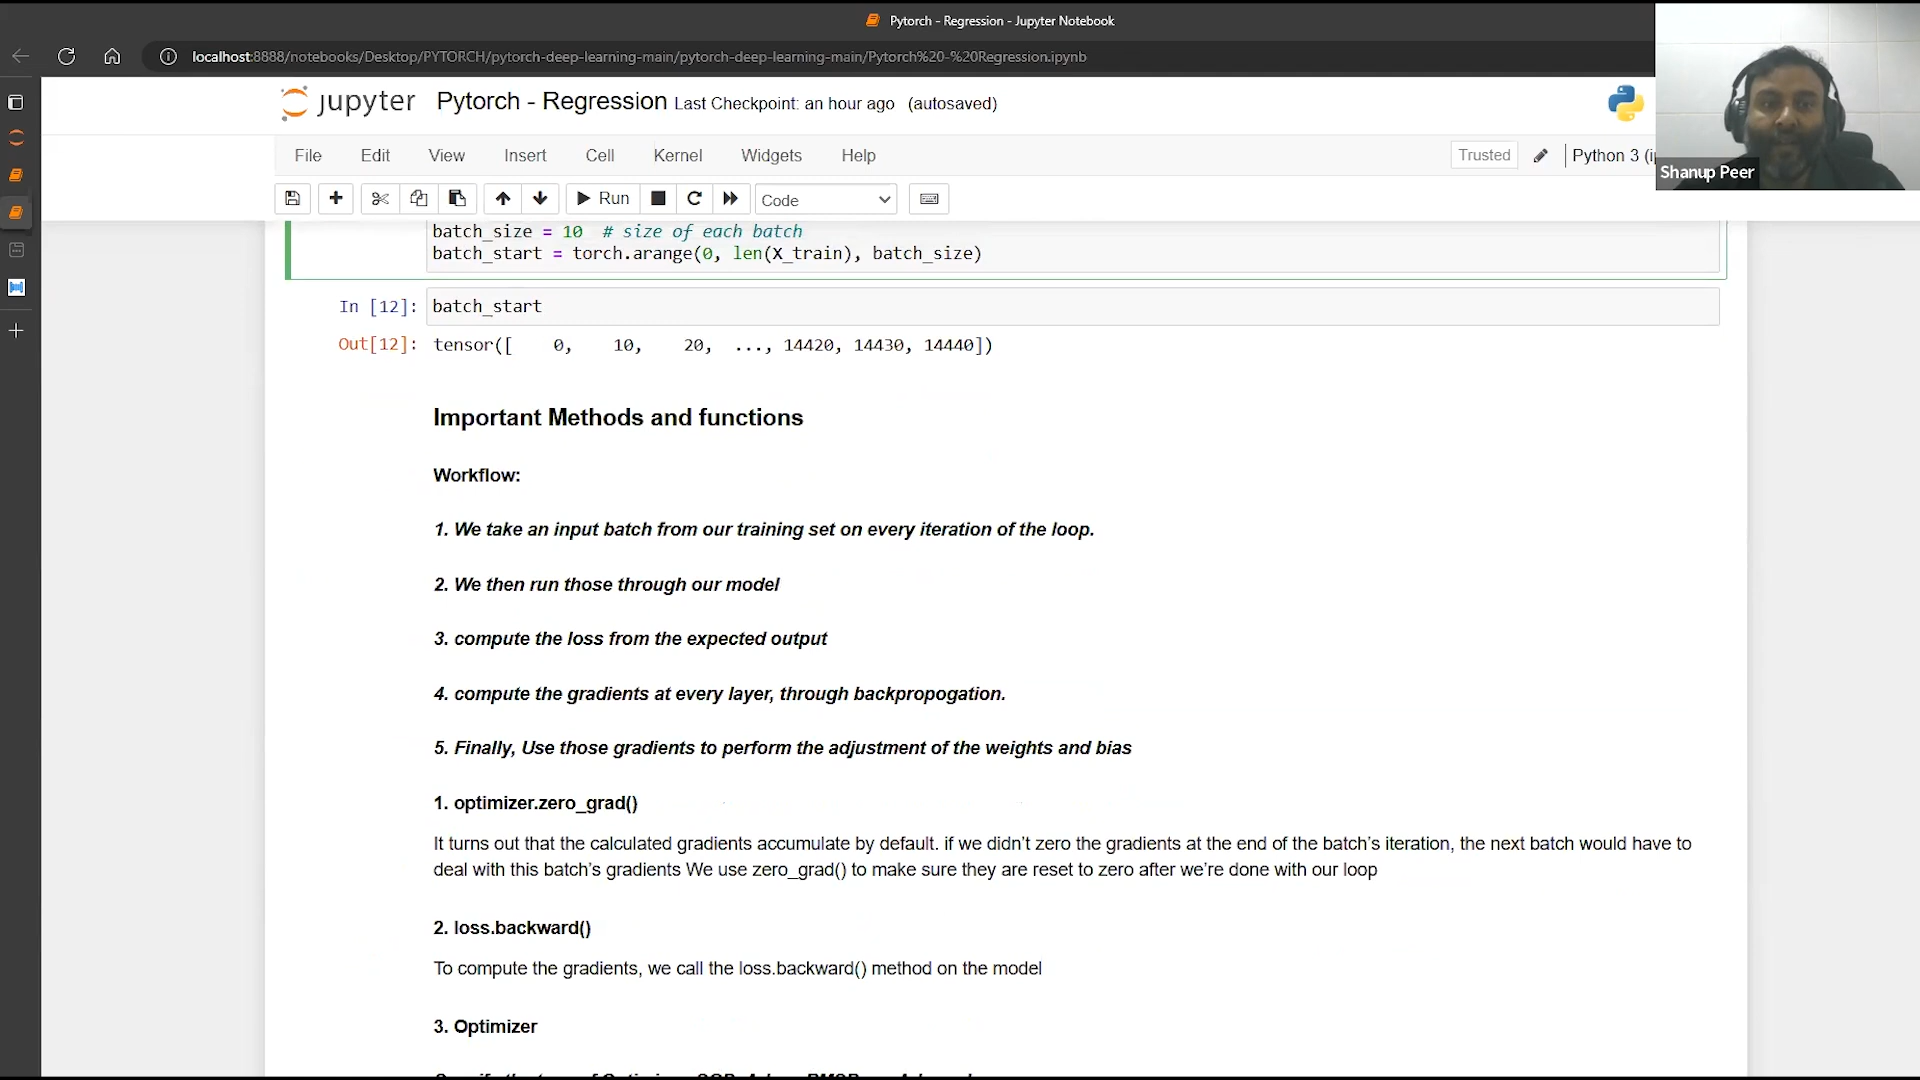 Pytorch - Regression - Jupyter Notebook
localhost:8888/notebooks/Desktop/PYTORCH/pytorch-deep-learning-main/pytorch-deep-learning-main/Pytorch%20-%20Regression.ipynb
jupyter Pytorch - Regression Last Checkpoint: an hour ago (autosaved)
File Edit View Insert Cell Kernel Widgets Help Trusted Python 3 (ip
Shanup Peer
Run Code
batch_size = 10 # size of each batch
batch_start = torch.arange(0, len(X_train), batch_size)
In [12]: batch_start
Out[12]: tensor([ 0, 10, 20, ..., 14420, 14430, 14440])
Important Methods and functions
Workflow:
1. We take an input batch from our training set on every iteration of the loop.
2. We then run those through our model
3. compute the loss from the expected output
4. compute the gradients at every layer, through backpropogation.
5. Finally, Use those gradients to perform the adjustment of the weights and bias
1. optimizer.zero_grad()
It turns out that the calculated gradients accumulate by default. if we didn’t zero the gradients at the end of the batch’s iteration, the next batch would have to
deal with this batch’s gradients We use zero_grad() to make sure they are reset to zero after we’re done with our loop
2. loss.backward()
To compute the gradients, we call the loss.backward() method on the model
3. Optimizer